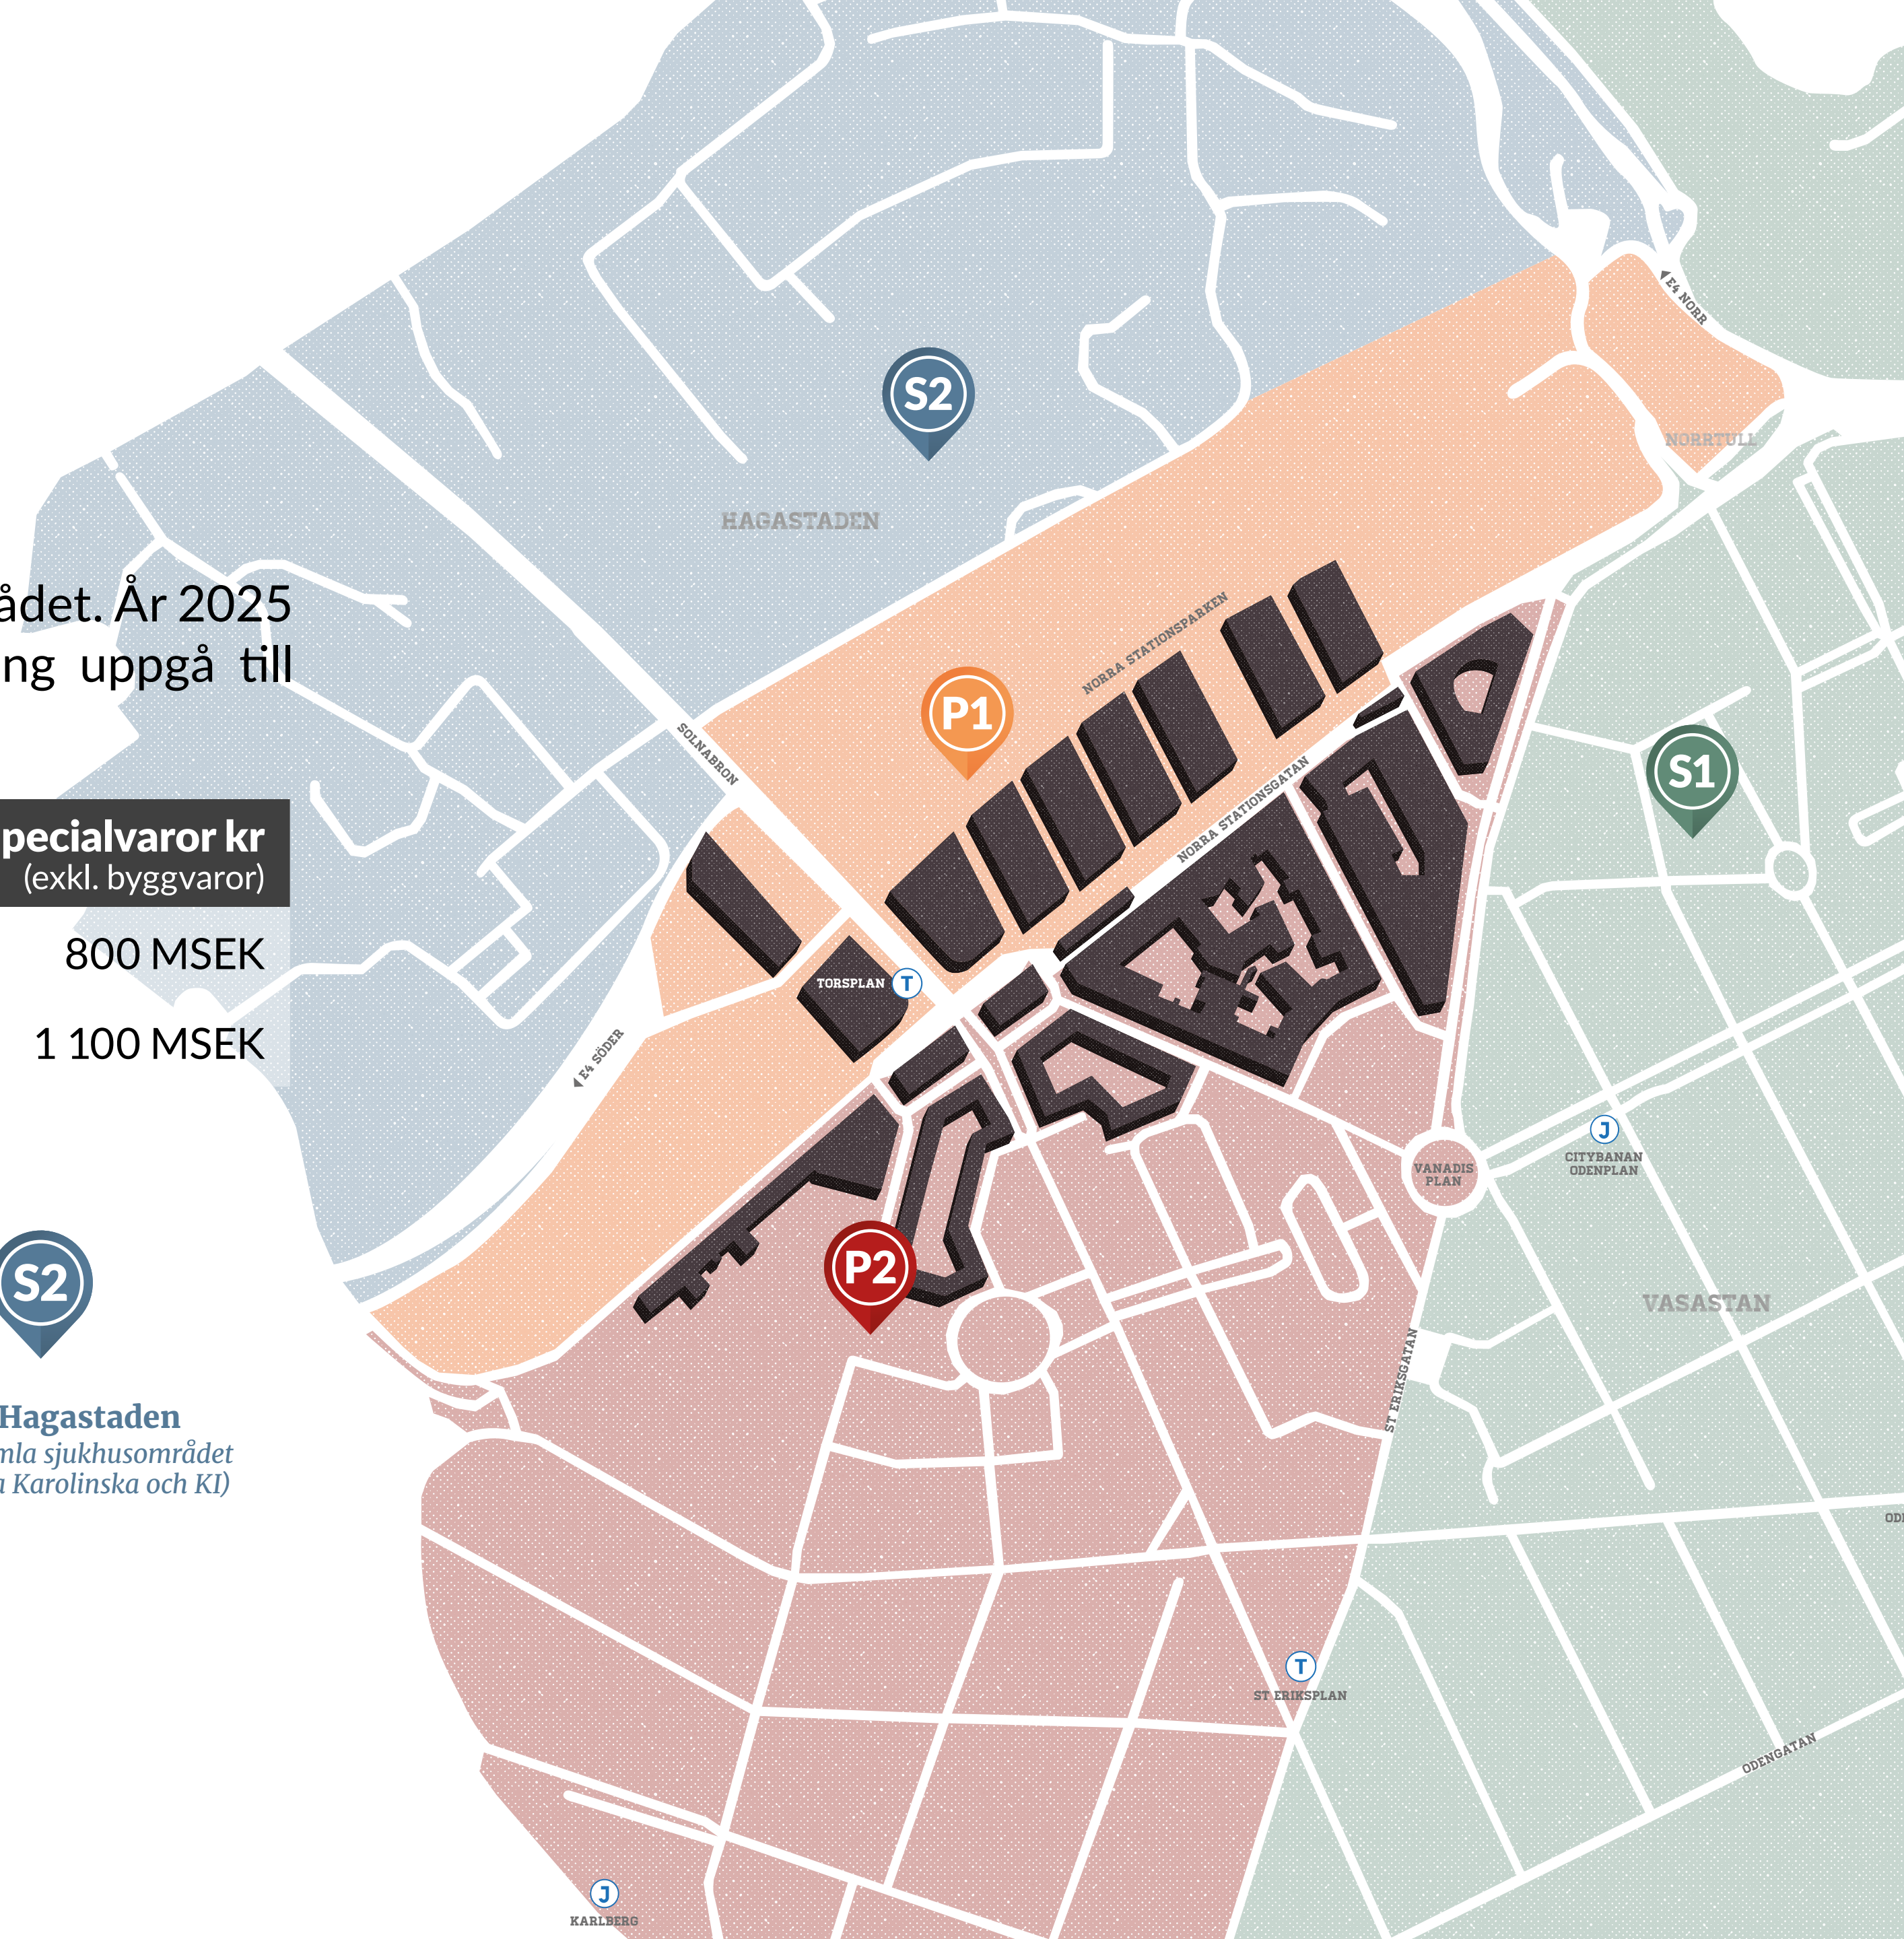 ådet. År 2025
ng uppgå till
pecialvaror kr
(exkl. byggvaror)
800 MSEK
1 100 MSEK
S2
Hagastaden
mla sjukhusområdet
a Karolinska och KI)
S2
HAGASTADEN
E4 NORR
NORRTULL
NORRA STATIONSPARKEN
P1
SOLNABRON
NORRA STATIONSGATAN
S1
TORSPLAN T
E4 SÖDER
J
CITYBANAN
ODENPLAN
VANADIS
PLAN
P2
VASASTAN
ST ERIKSGATAN
T
ST ERIKSPLAN
ODENGATAN
J
KARLBERG